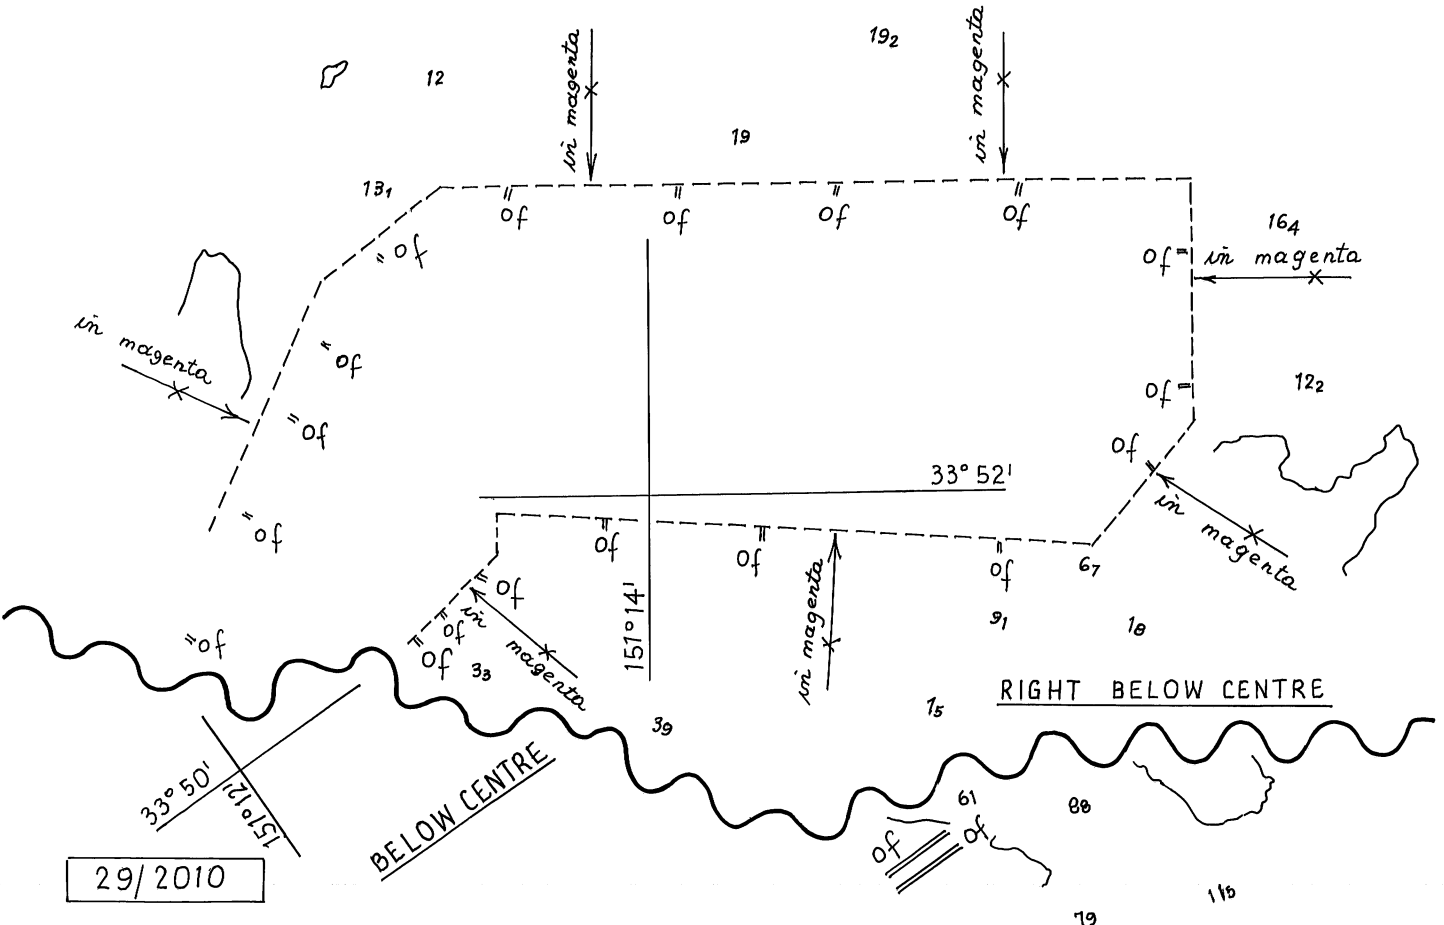 19₂
12
in magenta
in magenta
19
13₁
of
of
of
of
16₄
of
of
in magenta
in magenta
of
of
12₂
of
of
33° 52'
in magenta
of
of
of
of
6₇
of
in magenta
151° 14'
9₁
18
of
of
of
in magenta
3₃
RIGHT BELOW CENTRE
1₅
3₉
33° 50'
151° 12'
BELOW CENTRE
61
88
of
of
29/2010
115
79